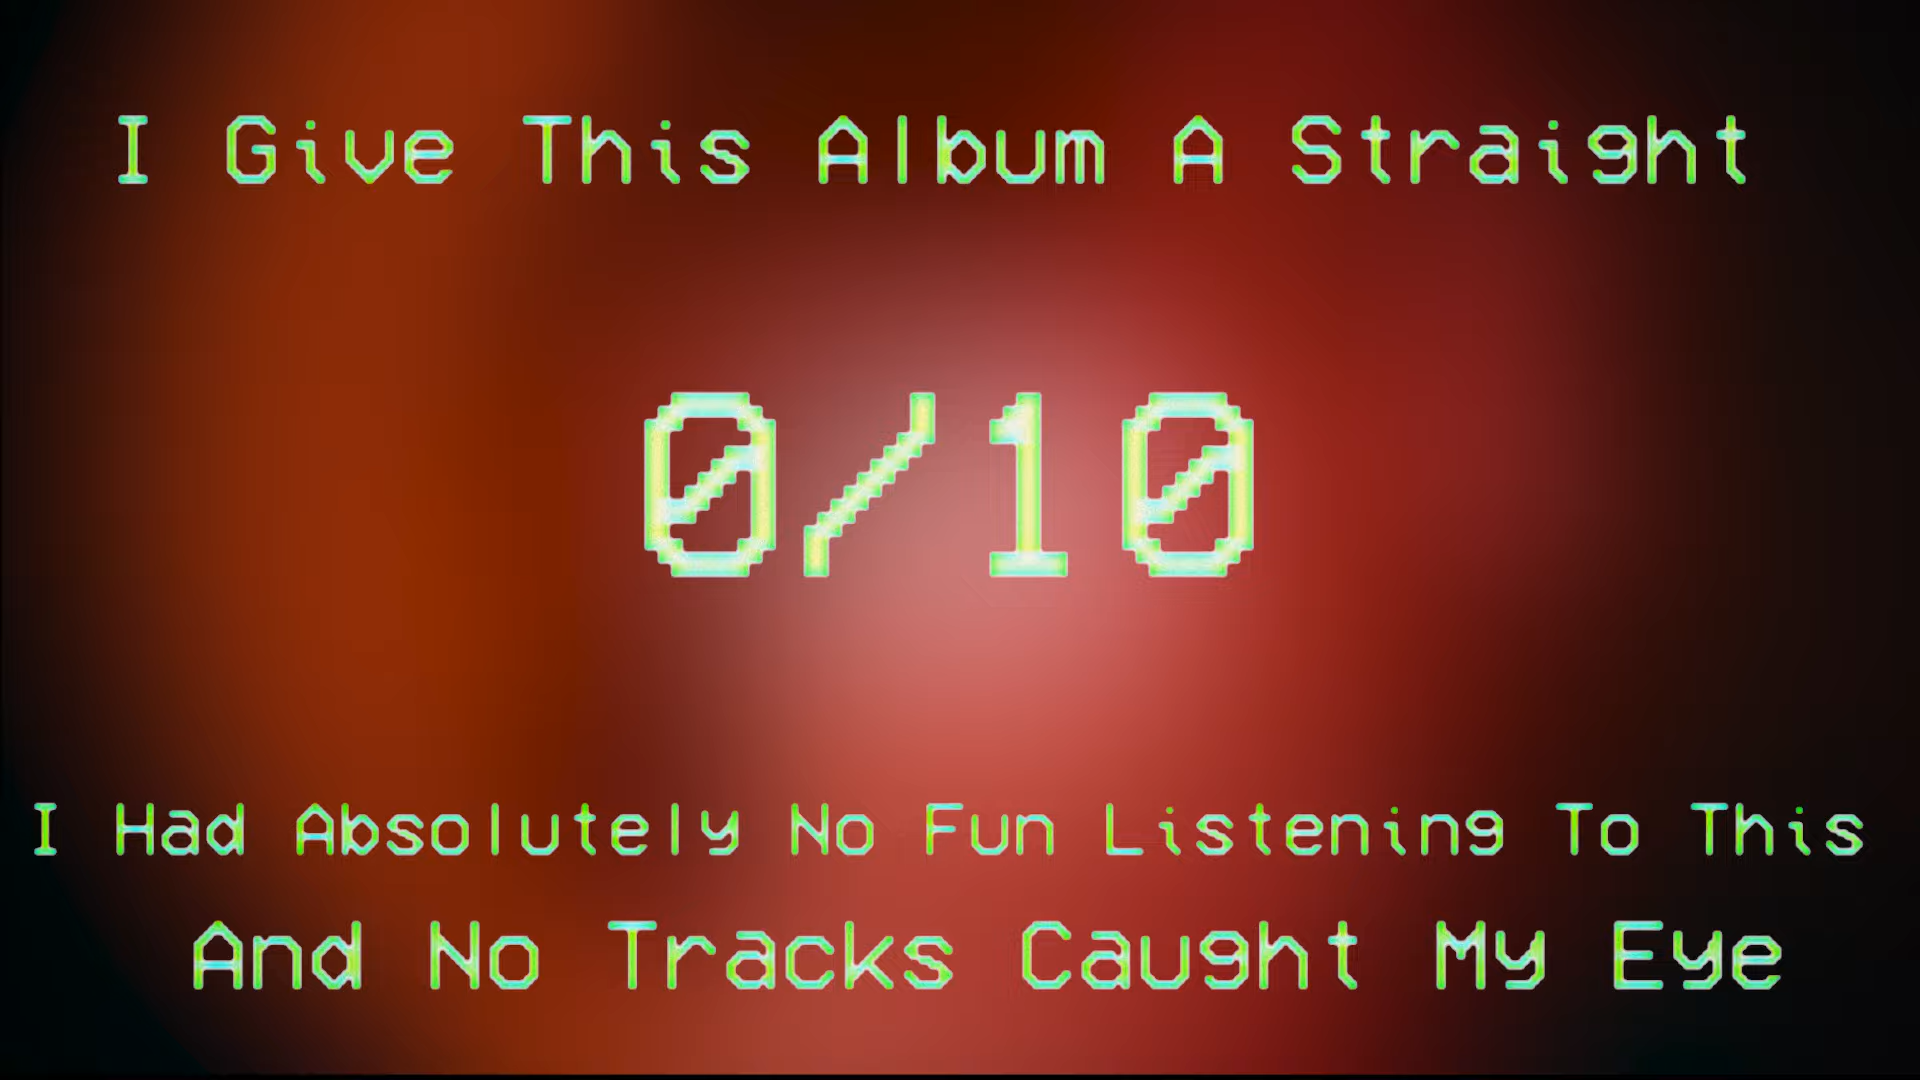 I Give This Album A Straight
0/10
I Had Absolutely No Fun Listening To This
And No Tracks Caught My Eye